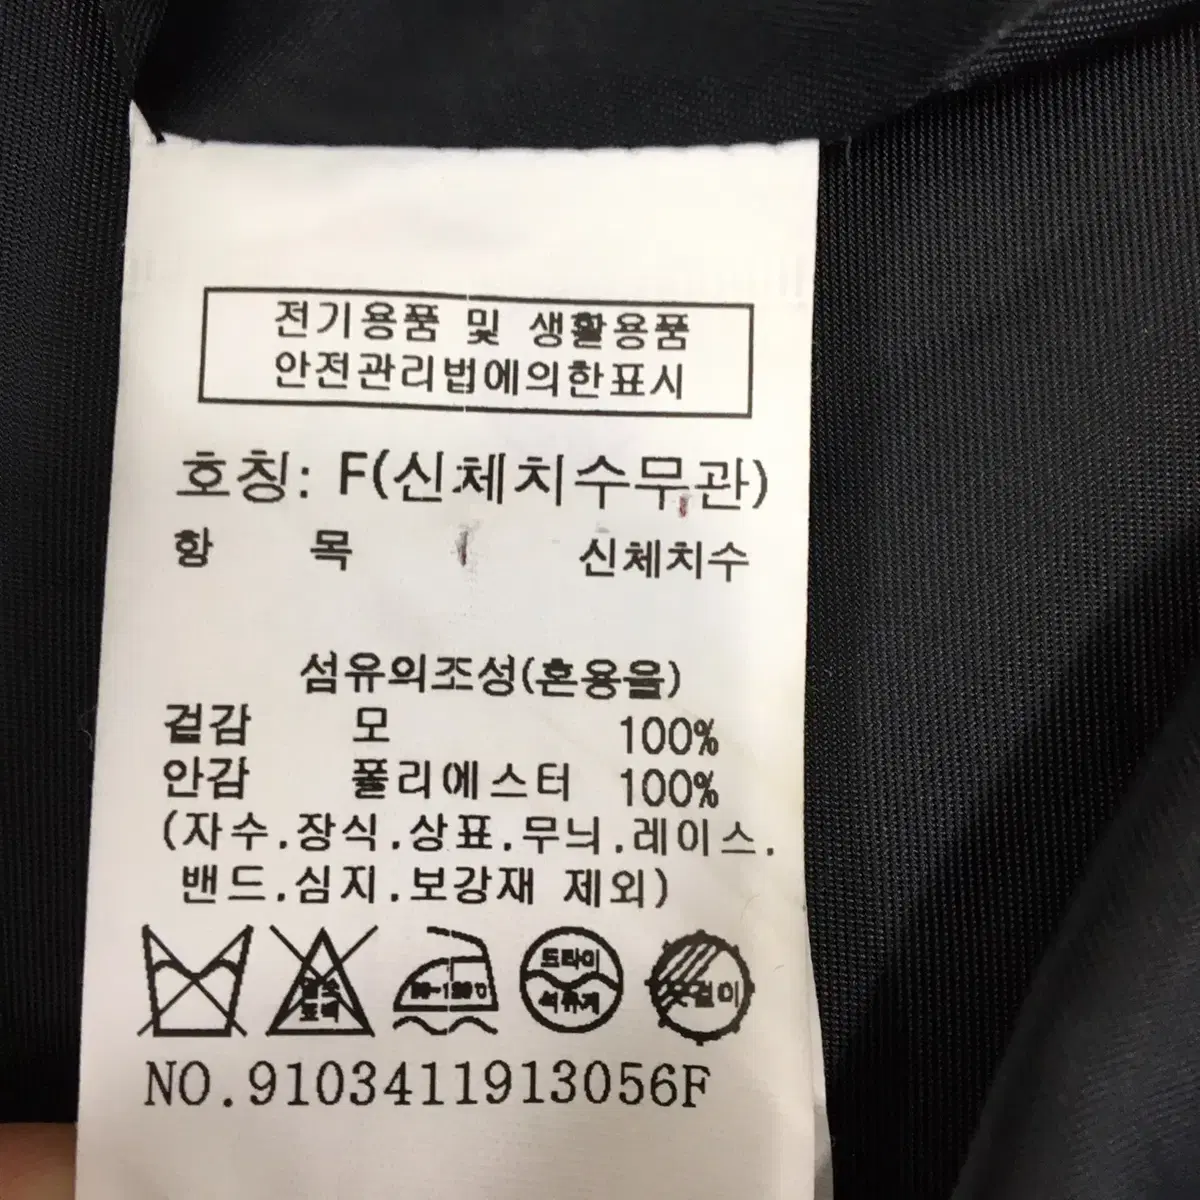 전기용품 및 생활용품
안전관리법에의한표시
호칭: F(신체치수무관)
항 목 신체치수
섬유의조성(혼용율)
겉감 모 100%
안감 폴리에스터 100%
(자수.장식.상표.무늬.레이스.
밴드.심지.보강재 제외)
드라이
석유계
옷걸이
NO.9103411913056F